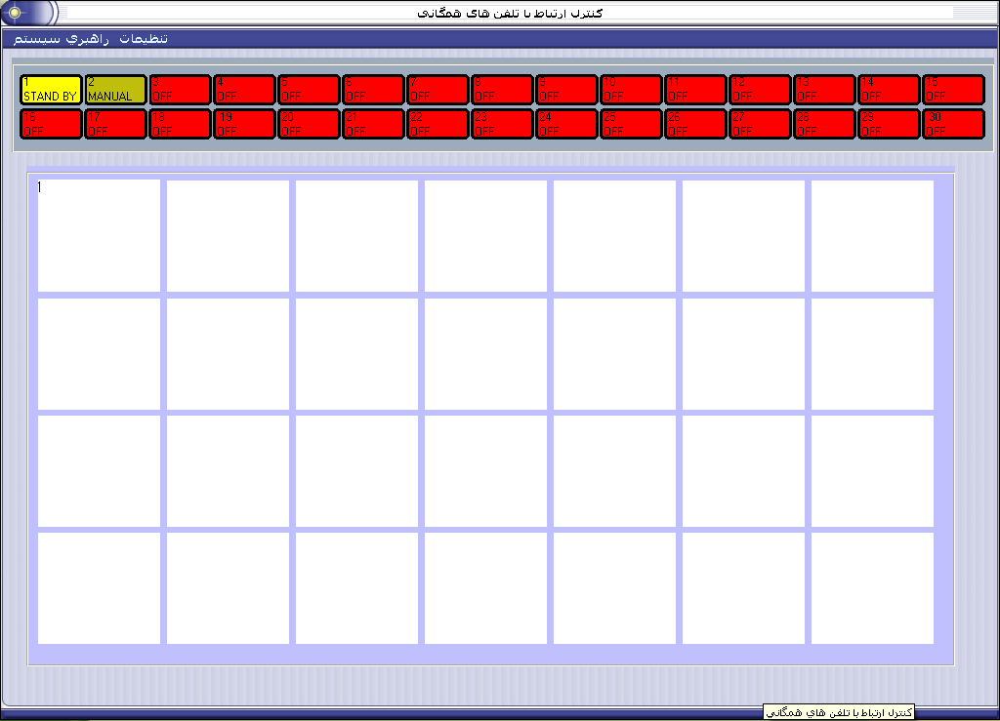 کنترل ارتباط با تلفن های همگانی
تنظيمات راهبري سيستم
1
STAND BY
2
MANUAL
3
OFF
4
OFF
5
OFF
6
OFF
7
OFF
8
OFF
9
OFF
10
OFF
11
OFF
12
OFF
13
OFF
14
OFF
15
OFF
16
OFF
17
OFF
18
OFF
19
OFF
20
OFF
21
OFF
22
OFF
23
OFF
24
OFF
25
OFF
26
OFF
27
OFF
28
OFF
29
OFF
30
OFF
1
کنترل ارتباط با تلفن هاي همگاني